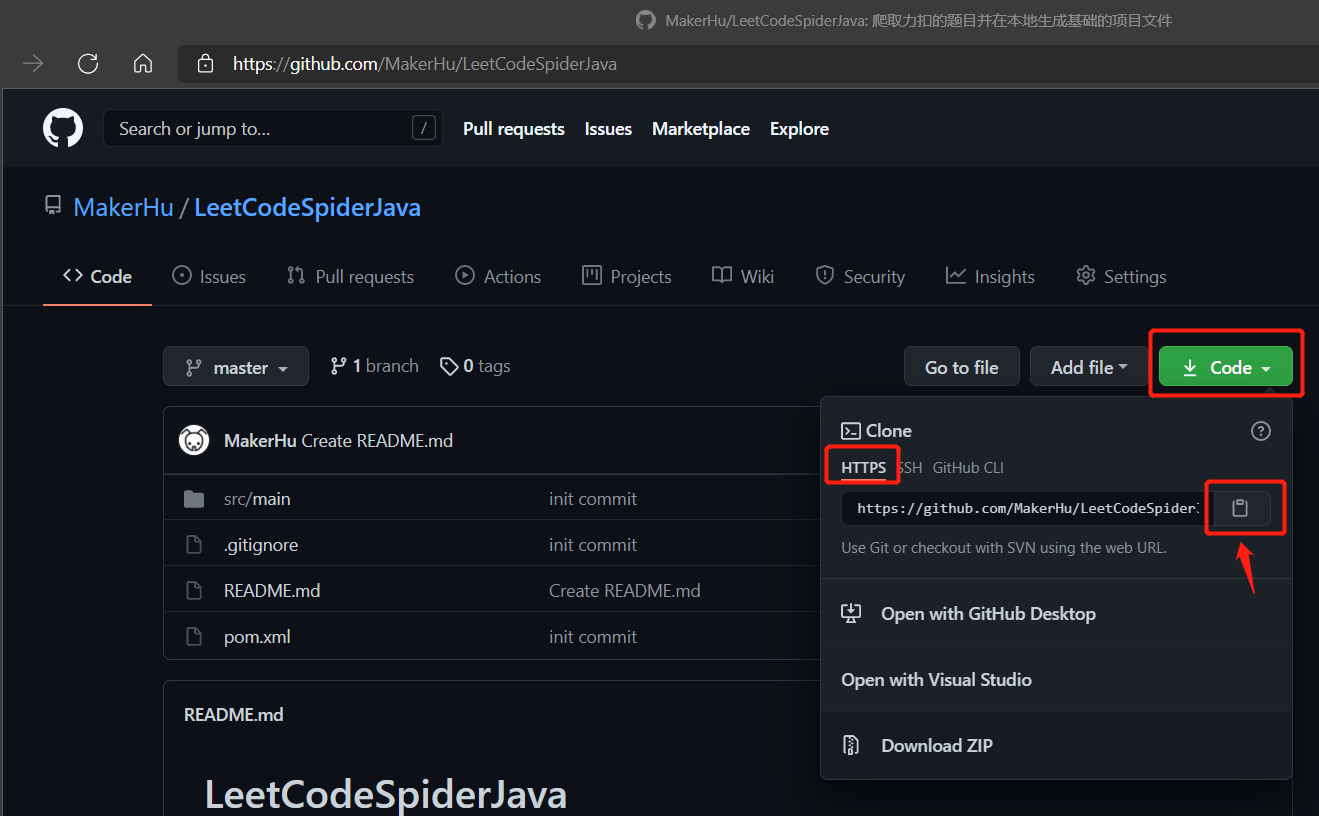 MakerHu/LeetCodeSpiderJava: 爬取力扣的题目并在本地生成基础的项目文件
https://github.com/MakerHu/LeetCodeSpiderJava
Search or jump to... / Pull requests Issues Marketplace Explore
MakerHu / LeetCodeSpiderJava
Code Issues Pull requests Actions Projects Wiki Security Insights Settings
master 1 branch 0 tags Go to file Add file Code
MakerHu Create README.md
src/main init commit
.gitignore init commit
README.md Create README.md
pom.xml init commit
Clone
HTTPS SSH GitHub CLI
https://github.com/MakerHu/LeetCodeSpider
Use Git or checkout with SVN using the web URL.
Open with GitHub Desktop
Open with Visual Studio
Download ZIP
README.md
LeetCodeSpiderJava